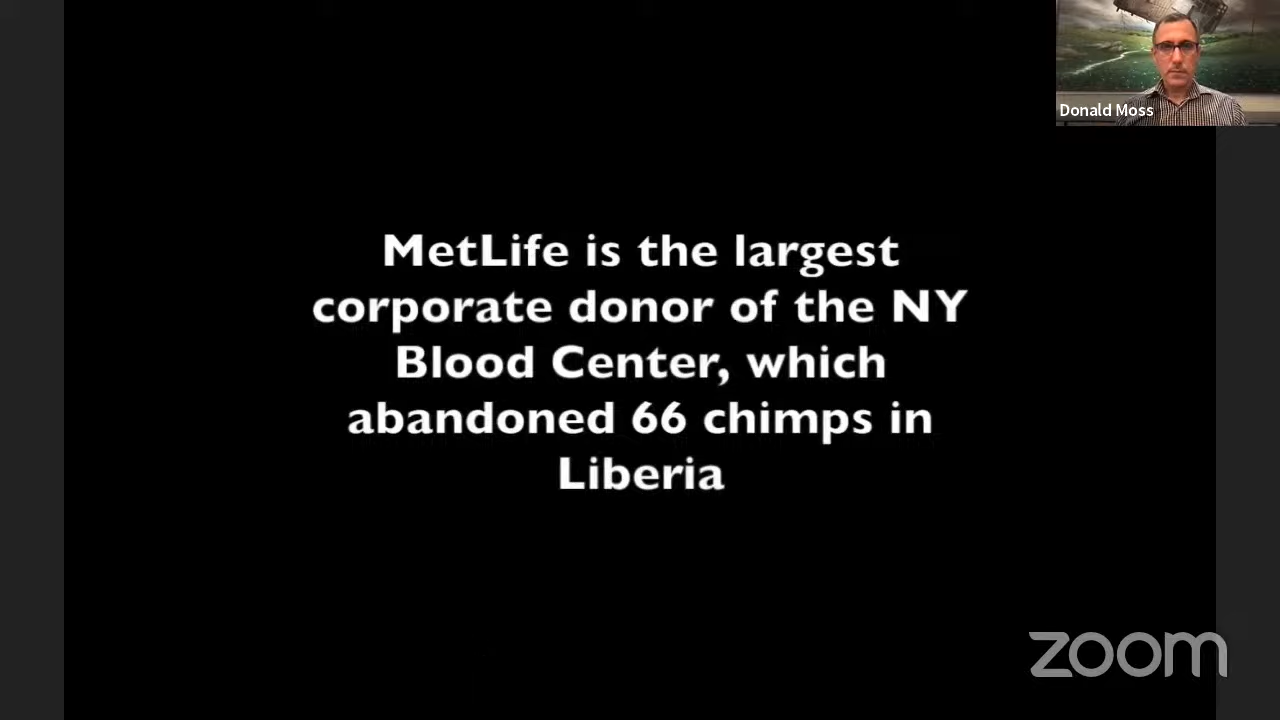 Donald Moss
MetLife is the largest
corporate donor of the NY
Blood Center, which
abandoned 66 chimps in
Liberia
zoom